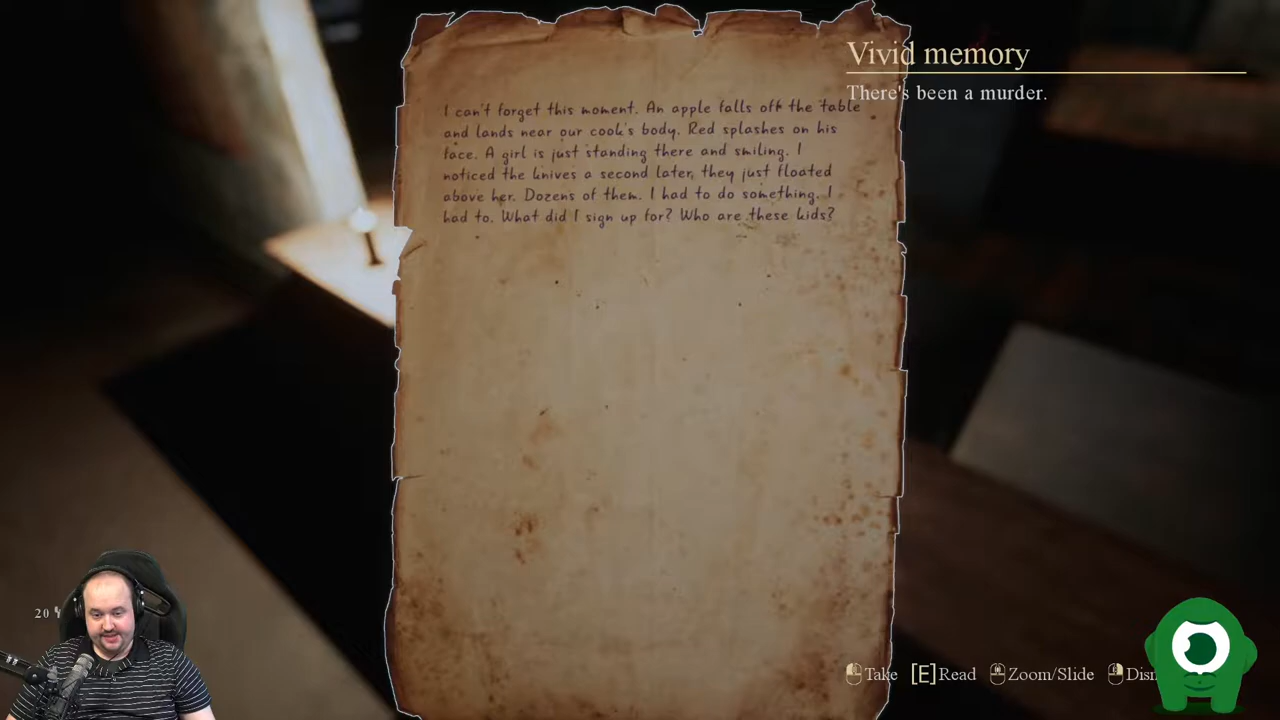 Vivid memory
There's been a murder.
I can't forget this moment. An apple falls off the table
and lands near our cook's body. Red splashes on his
face. A girl is just standing there and smiling. I
noticed the knives a second later, they just floated
above her. Dozens of them. I had to do something. I
had to. What did I sign up for? Who are these kids?
20
Take [E]Read Zoom/Slide